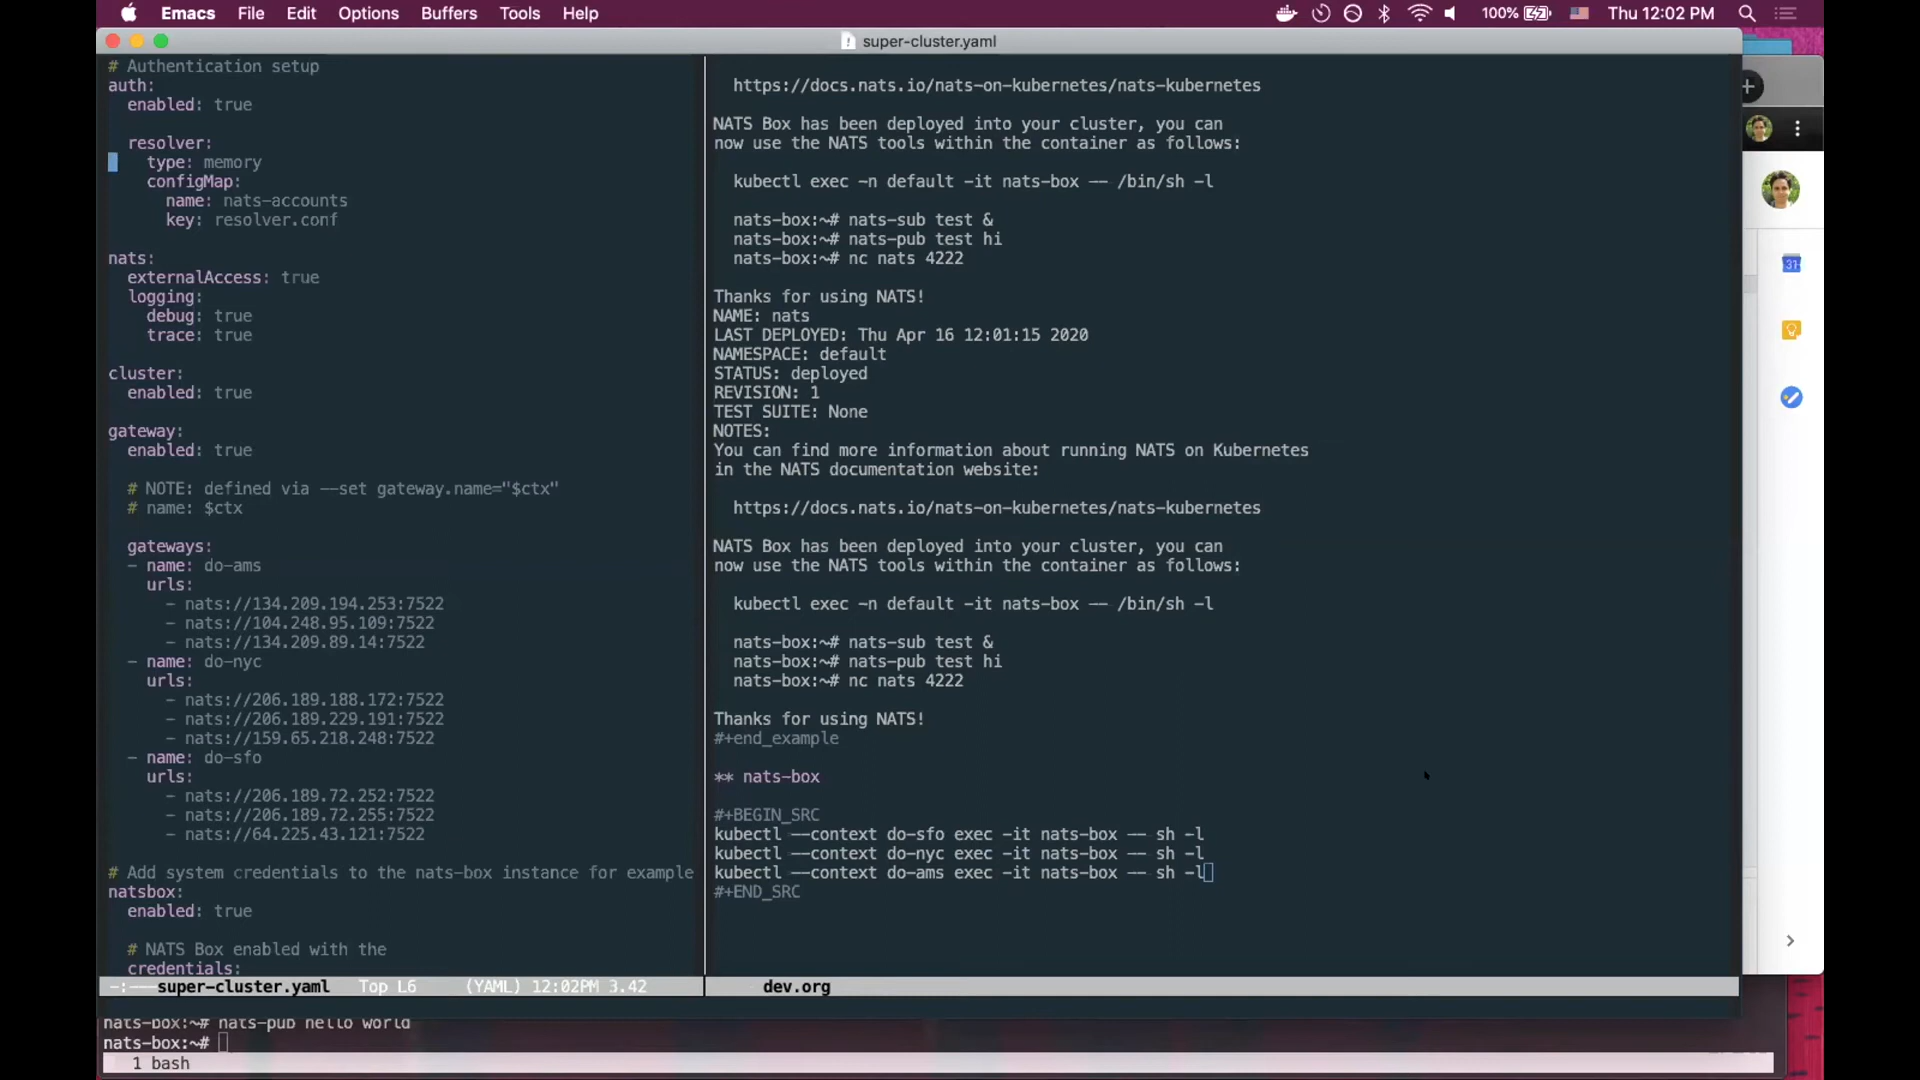 Emacs File Edit Options Buffers Tools Help 100% Thu 12:02 PM
super-cluster.yaml
# Authentication setup
auth:
  enabled: true
  resolver:
    type: memory
    configMap:
      name: nats-accounts
      key: resolver.conf
nats:
  externalAccess: true
  logging:
    debug: true
    trace: true
cluster:
  enabled: true
gateway:
  enabled: true
  # NOTE: defined via --set gateway.name="$ctx"
  # name: $ctx
  gateways:
  - name: do-ams
    urls:
      - nats://134.209.194.253:7522
      - nats://104.248.95.109:7522
      - nats://134.209.89.14:7522
  - name: do-nyc
    urls:
      - nats://206.189.188.172:7522
      - nats://206.189.229.191:7522
      - nats://159.65.218.248:7522
  - name: do-sfo
    urls:
      - nats://206.189.72.252:7522
      - nats://206.189.72.255:7522
      - nats://64.225.43.121:7522
# Add system credentials to the nats-box instance for example
natsbox:
  enabled: true
  # NATS Box enabled with the
  credentials:
-:---super-cluster.yaml Top L6 (YAML) 12:02PM 3.42
  https://docs.nats.io/nats-on-kubernetes/nats-kubernetes
NATS Box has been deployed into your cluster, you can
now use the NATS tools within the container as follows:
  kubectl exec -n default -it nats-box -- /bin/sh -l
  nats-box:~# nats-sub test &
  nats-box:~# nats-pub test hi
  nats-box:~# nc nats 4222
Thanks for using NATS!
NAME: nats
LAST DEPLOYED: Thu Apr 16 12:01:15 2020
NAMESPACE: default
STATUS: deployed
REVISION: 1
TEST SUITE: None
NOTES:
You can find more information about running NATS on Kubernetes
in the NATS documentation website:
  https://docs.nats.io/nats-on-kubernetes/nats-kubernetes
NATS Box has been deployed into your cluster, you can
now use the NATS tools within the container as follows:
  kubectl exec -n default -it nats-box -- /bin/sh -l
  nats-box:~# nats-sub test &
  nats-box:~# nats-pub test hi
  nats-box:~# nc nats 4222
Thanks for using NATS!
#+end_example
** nats-box
#+BEGIN_SRC
kubectl --context do-sfo exec -it nats-box -- sh -l
kubectl --context do-nyc exec -it nats-box -- sh -l
kubectl --context do-ams exec -it nats-box -- sh -l
#+END_SRC
dev.org
31
nats-box:~# nats-pub hello world
nats-box:~#
1 bash